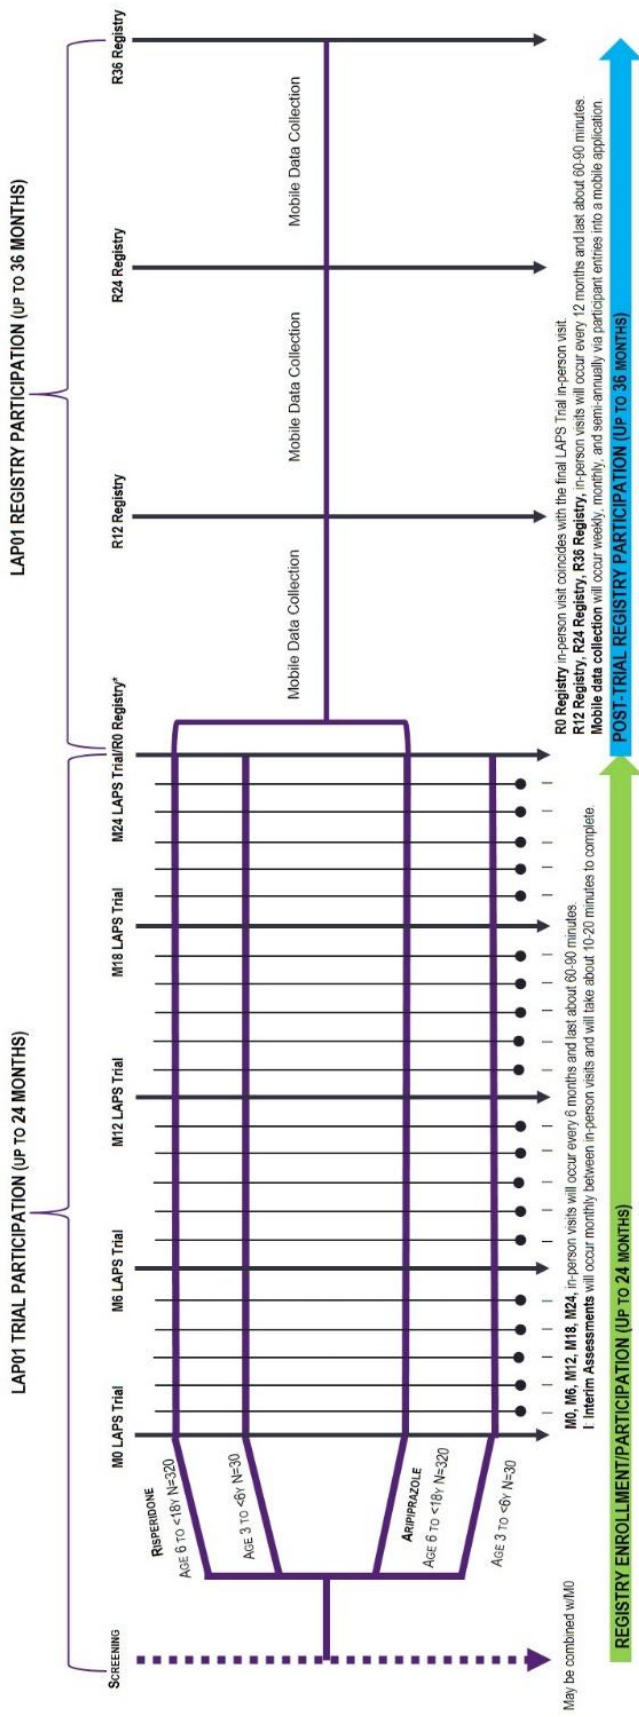 LAP01 TRIAL PARTICIPATION (UP TO 24 MONTHS)
LAP01 REGISTRY PARTICIPATION (UP TO 36 MONTHS)
SCREENING
M0 LAPS Trial
M6 LAPS Trial
M12 LAPS Trial
M18 LAPS Trial
M24 LAPS Trial/R0 Registry*
R12 Registry
R24 Registry
R36 Registry
RISPERIDONE
AGE 6 TO <18Y N=320
AGE 3 TO <6Y N=30
ARIPIPRAZOLE
AGE 6 TO <18Y N=320
AGE 3 TO <6Y N=30
Mobile Data Collection
Mobile Data Collection
Mobile Data Collection
I I I I I I I I I I I I I I I I I I I I
May be combined w/M0
M0, M6, M12, M18, M24, in-person visits will occur every 6 months and last about 60-90 minutes.
I: Interim Assessments will occur monthly between in-person visits and will take about 10-20 minutes to complete.
R0 Registry in-person visit coincides with the final LAPS Trial in-person visit.
R12 Registry, R24 Registry, R36 Registry, in-person visits will occur every 12 months and last about 60-90 minutes.
Mobile data collection will occur weekly, monthly, and semi-annually via participant entries into a mobile application.
REGISTRY ENROLLMENT/PARTICIPATION (UP TO 24 MONTHS)
POST-TRIAL REGISTRY PARTICIPATION (UP TO 36 MONTHS)